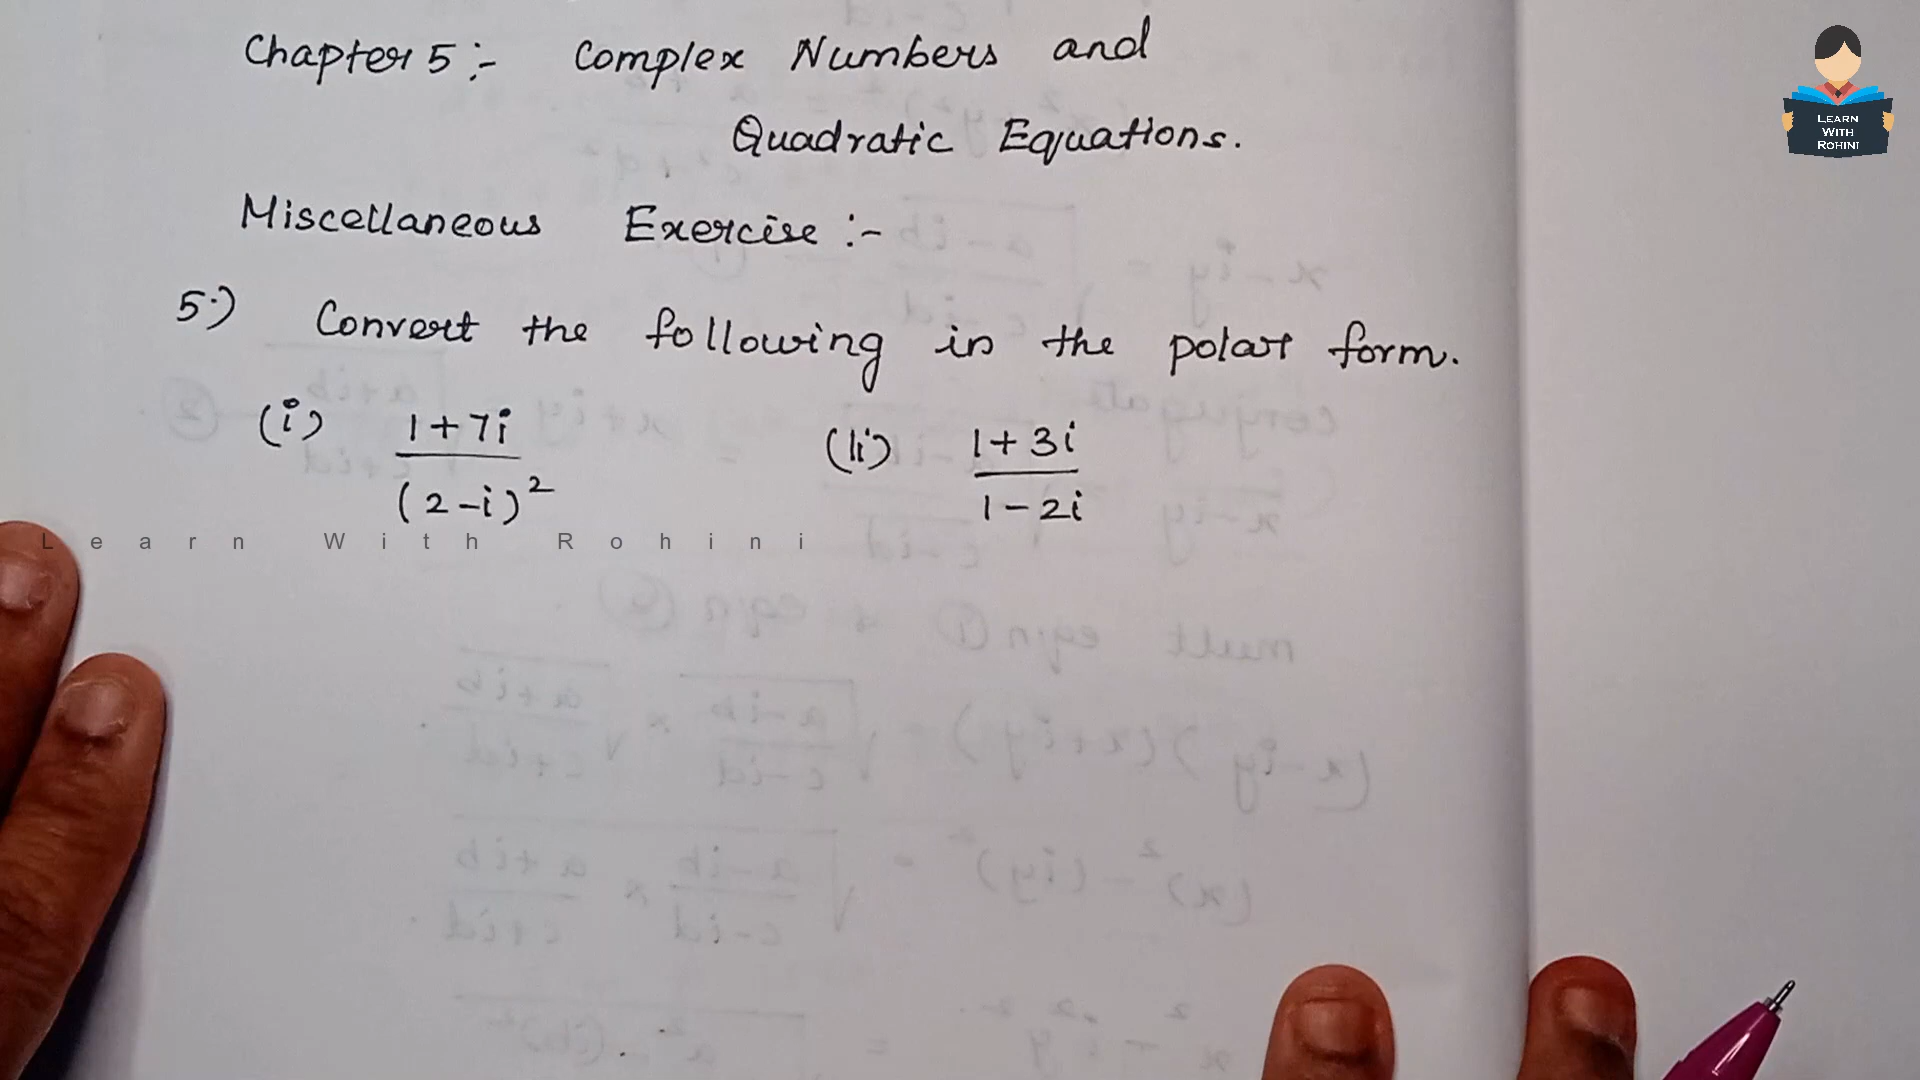 Chapter 5 :- Complex Numbers and
Quadratic Equations.
Miscellaneous Exercise :-
5.) Convert the following in the polar form.
(i) 1+7i / (2-i)² (ii) 1+3i / 1-2i
Learn With Rohini
LEARN
WITH
ROHINI